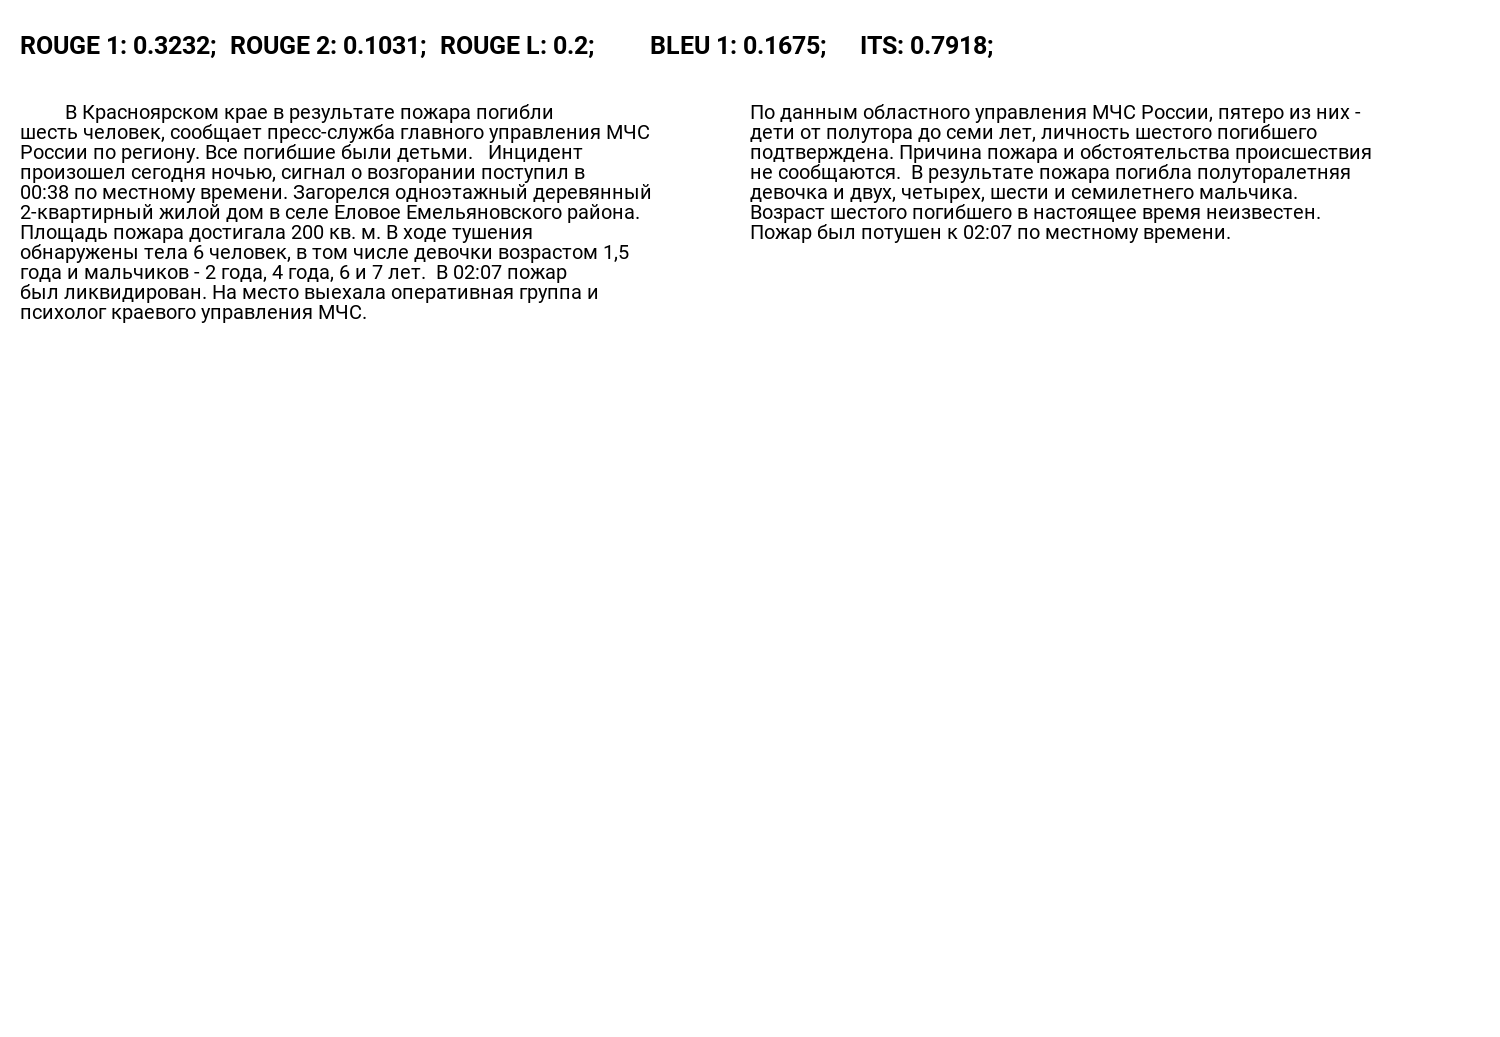 ROUGE 1: 0.3232; ROUGE 2: 0.1031; ROUGE L: 0.2; BLEU 1: 0.1675; ITS: 0.7918;
В Красноярском крае в результате пожара погибли
шесть человек, сообщает пресс-служба главного управления МЧС
России по региону. Все погибшие были детьми. Инцидент
произошел сегодня ночью, сигнал о возгорании поступил в
00:38 по местному времени. Загорелся одноэтажный деревянный
2-квартирный жилой дом в селе Еловое Емельяновского района.
Площадь пожара достигала 200 кв. м. В ходе тушения
обнаружены тела 6 человек, в том числе девочки возрастом 1,5
года и мальчиков - 2 года, 4 года, 6 и 7 лет. В 02:07 пожар
был ликвидирован. На место выехала оперативная группа и
психолог краевого управления МЧС.
По данным областного управления МЧС России, пятеро из них -
дети от полутора до семи лет, личность шестого погибшего
подтверждена. Причина пожара и обстоятельства происшествия
не сообщаются. В результате пожара погибла полуторалетняя
девочка и двух, четырех, шести и семилетнего мальчика.
Возраст шестого погибшего в настоящее время неизвестен.
Пожар был потушен к 02:07 по местному времени.